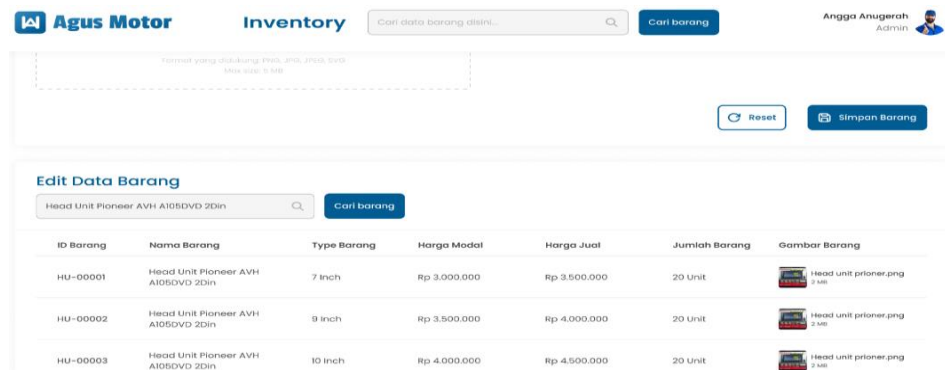 Agus Motor
Inventory
Cari data barang disini...
Cari barang
Angga Anugerah
Admin
Format yang didukung: PNG, JPG, JPEG, SVG
Max size: 5 MB
Reset
Simpan Barang
Edit Data Barang
Head Unit Pioneer AVH A105DVD 2Din
Cari barang
ID Barang Nama Barang Type Barang Harga Modal Harga Jual Jumlah Barang Gambar Barang
HU-00001 Head Unit Pioneer AVH 7 Inch Rp 3.000.000 Rp 3.500.000 20 Unit Head unit prioner.png
A105DVD 2Din 2 MB
HU-00002 Head Unit Pioneer AVH 9 Inch Rp 3.500.000 Rp 4.000.000 20 Unit Head unit prioner.png
A105DVD 2Din 2 MB
HU-00003 Head Unit Pioneer AVH 10 Inch Rp 4.000.000 Rp 4.500.000 20 Unit Head unit prioner.png
A105DVD 2Din 2 MB